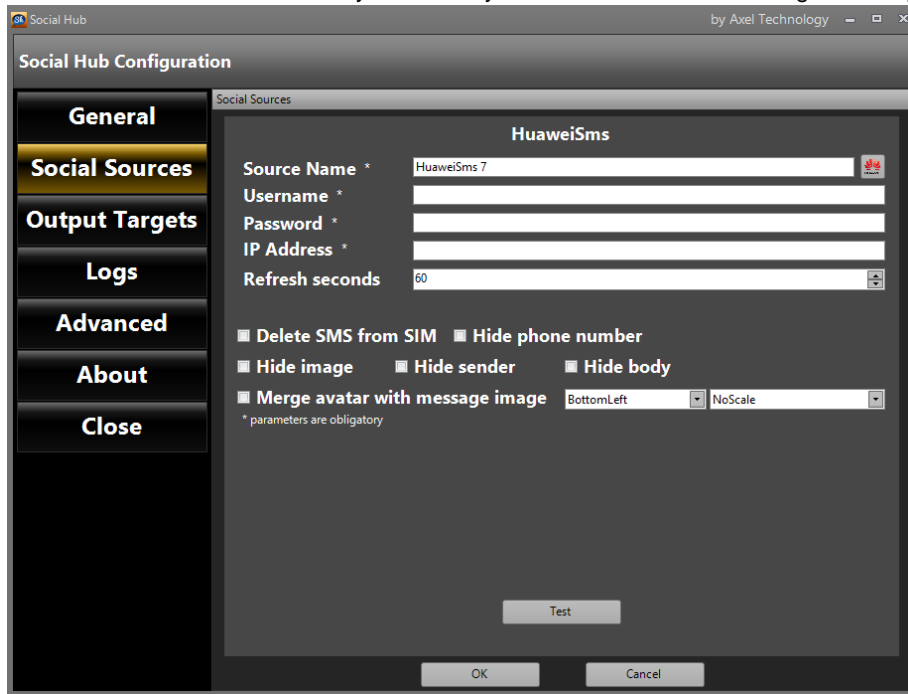 Social Hub
by Axel Technology
Social Hub Configuration
General
Social Sources
Output Targets
Logs
Advanced
About
Close
Social Sources
HuaweiSms
Source Name * HuaweiSms 7
Username *
Password *
IP Address *
Refresh seconds 60
Delete SMS from SIM Hide phone number
Hide image Hide sender Hide body
Merge avatar with message image BottomLeft NoScale
* parameters are obligatory
Test
OK Cancel